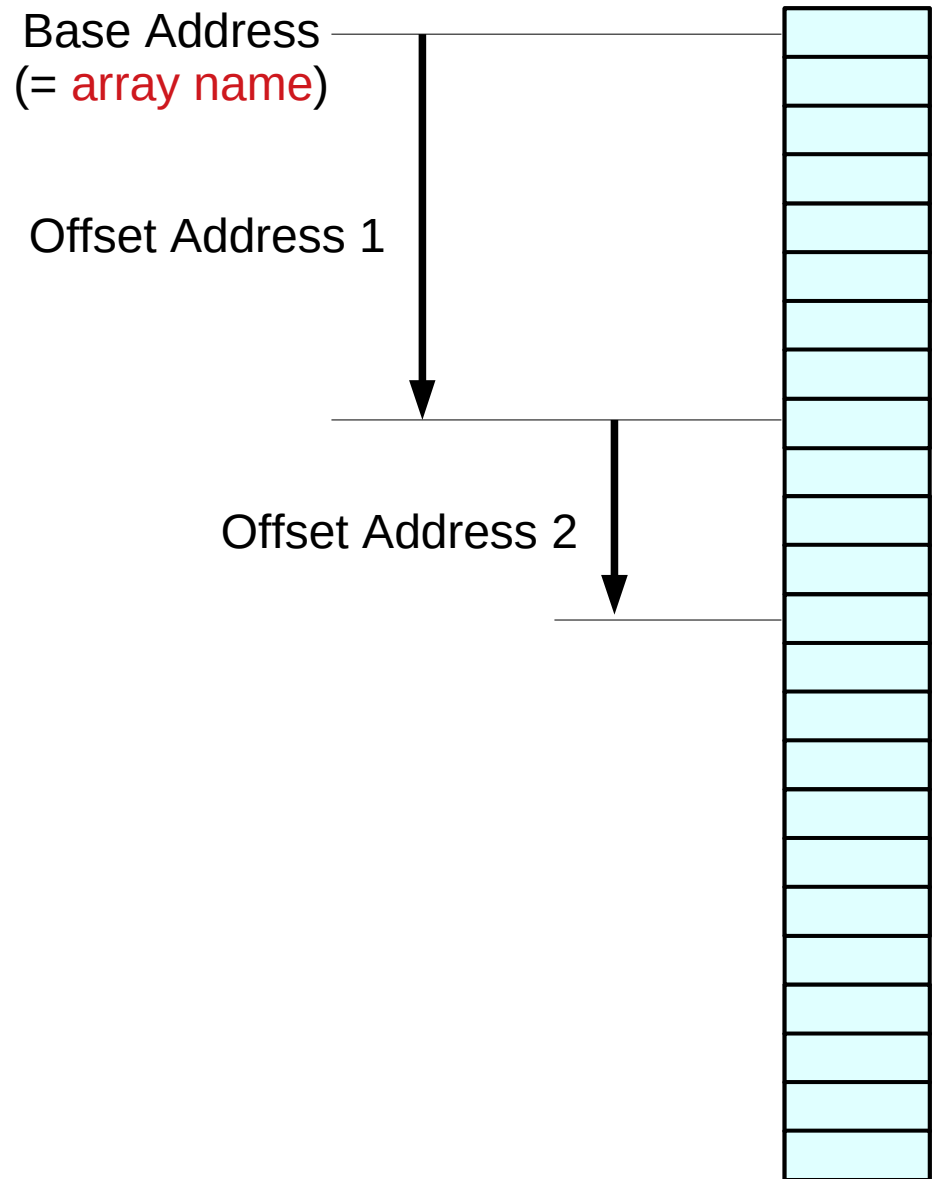 Base Address
(= array name)
Offset Address 1
Offset Address 2